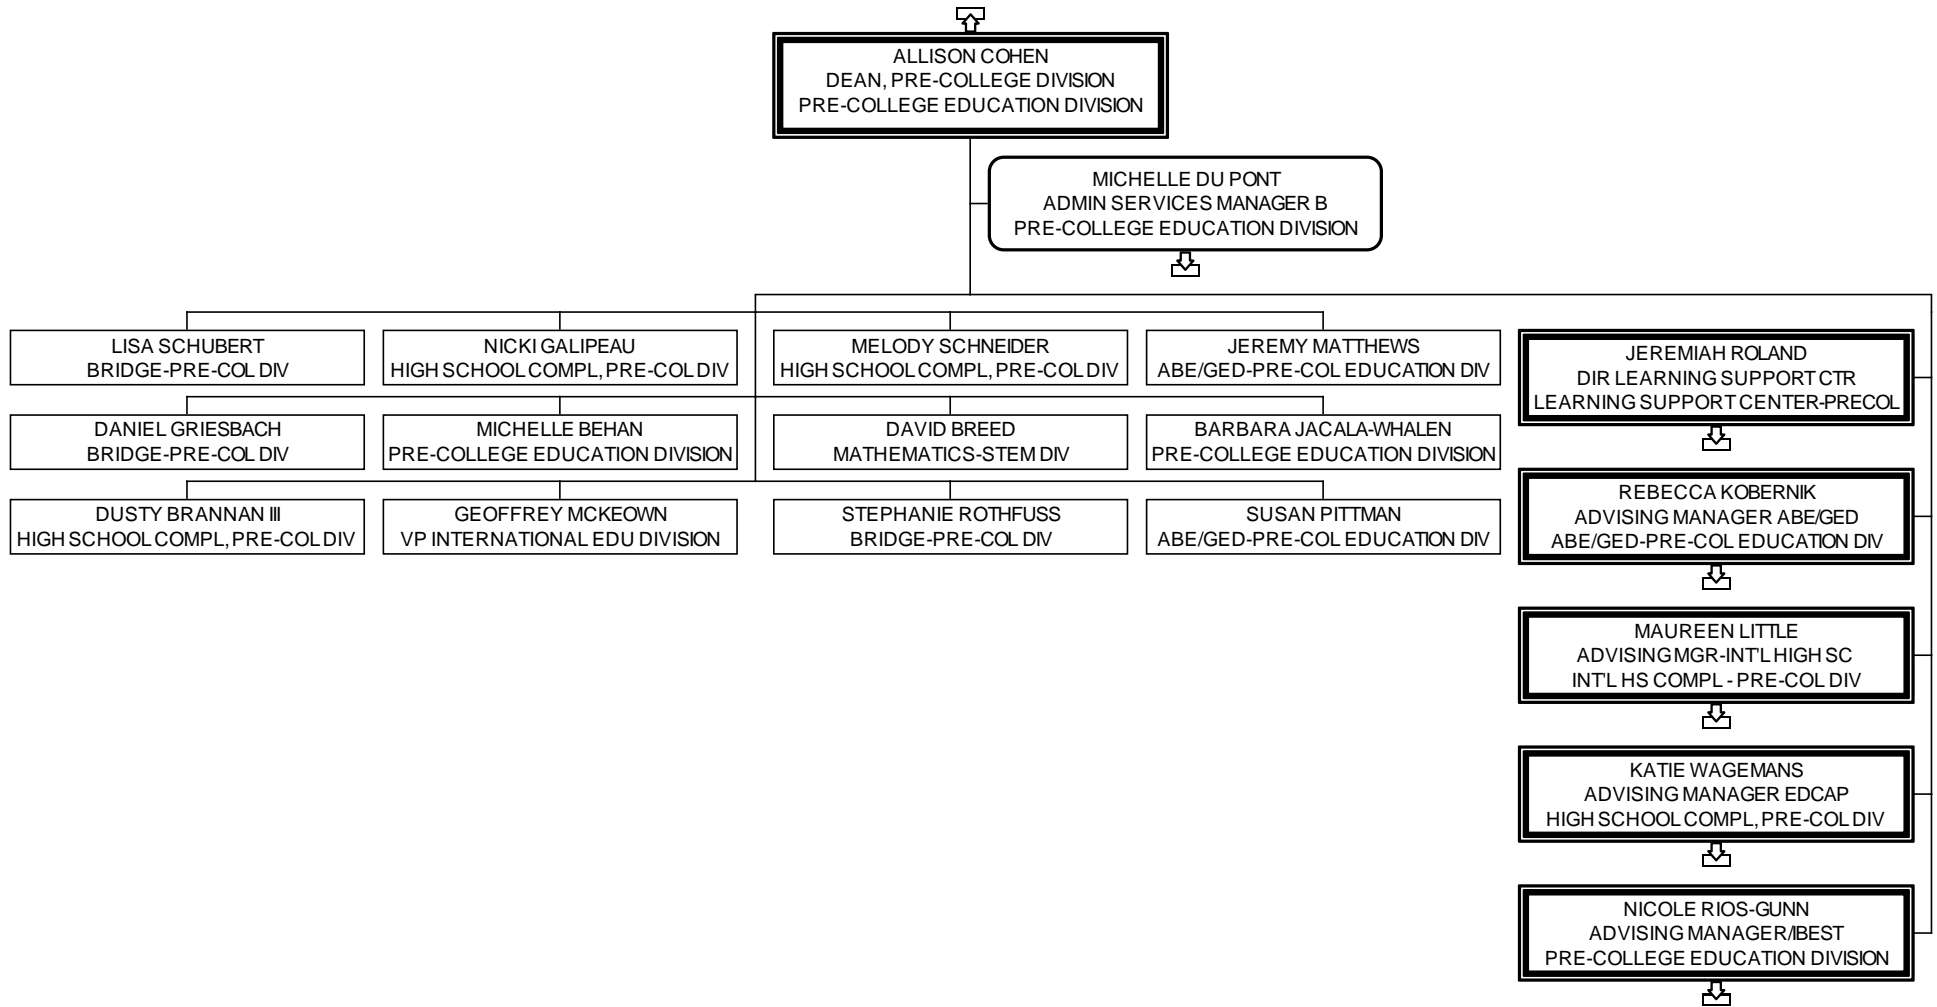 ALLISON COHEN
DEAN, PRE-COLLEGE DIVISION
PRE-COLLEGE EDUCATION DIVISION
MICHELLE DU PONT
ADMIN SERVICES MANAGER B
PRE-COLLEGE EDUCATION DIVISION
LISA SCHUBERT
BRIDGE-PRE-COL DIV
NICKI GALIPEAU
HIGH SCHOOL COMPL, PRE-COL DIV
MELODY SCHNEIDER
HIGH SCHOOL COMPL, PRE-COL DIV
JEREMY MATTHEWS
ABE/GED-PRE-COL EDUCATION DIV
DANIEL GRIESBACH
BRIDGE-PRE-COL DIV
MICHELLE BEHAN
PRE-COLLEGE EDUCATION DIVISION
DAVID BREED
MATHEMATICS-STEM DIV
BARBARA JACALA-WHALEN
PRE-COLLEGE EDUCATION DIVISION
DUSTY BRANNAN III
HIGH SCHOOL COMPL, PRE-COL DIV
GEOFFREY MCKEOWN
VP INTERNATIONAL EDU DIVISION
STEPHANIE ROTHFUSS
BRIDGE-PRE-COL DIV
SUSAN PITTMAN
ABE/GED-PRE-COL EDUCATION DIV
JEREMIAH ROLAND
DIR LEARNING SUPPORT CTR
LEARNING SUPPORT CENTER-PRECOL
REBECCA KOBERNIK
ADVISING MANAGER ABE/GED
ABE/GED-PRE-COL EDUCATION DIV
MAUREEN LITTLE
ADVISING MGR-INT'L HIGH SC
INT'L HS COMPL - PRE-COL DIV
KATIE WAGEMANS
ADVISING MANAGER EDCAP
HIGH SCHOOL COMPL, PRE-COL DIV
NICOLE RIOS-GUNN
ADVISING MANAGER/IBEST
PRE-COLLEGE EDUCATION DIVISION